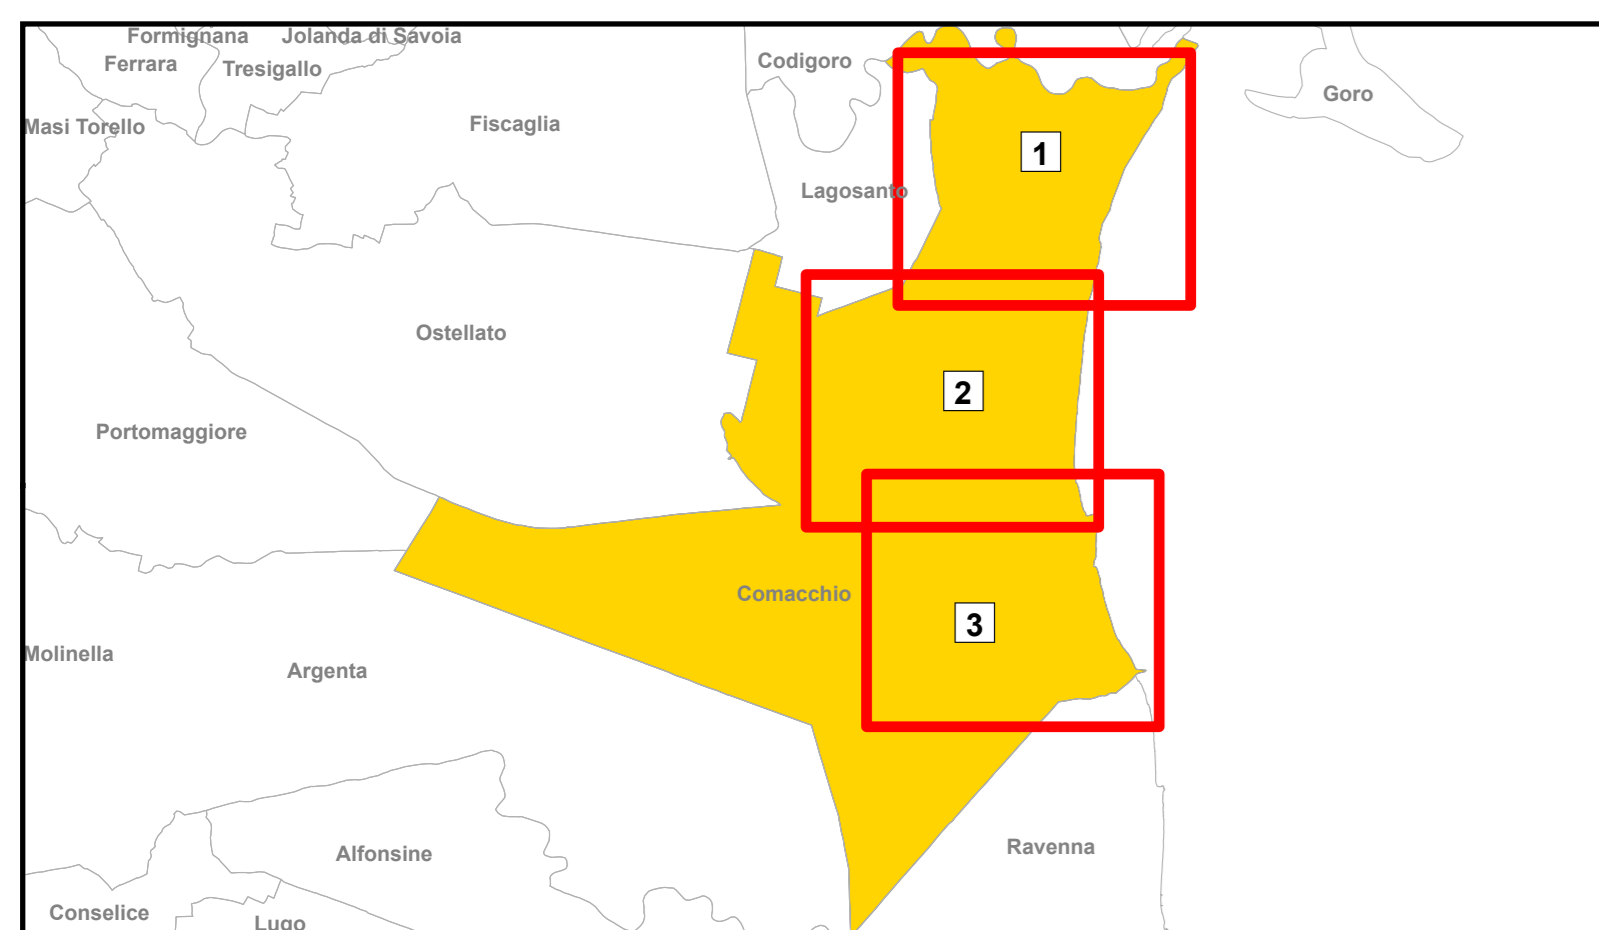 Formignana
Jolanda di Savoia
Ferrara
Tresigallo
Codigoro
Goro
Masi Torello
Fiscaglia
1
Lagosanto
Ostellato
2
Portomaggiore
Comacchio
3
Molinella
Argenta
Ravenna
Alfonsine
Conselice
Lugo